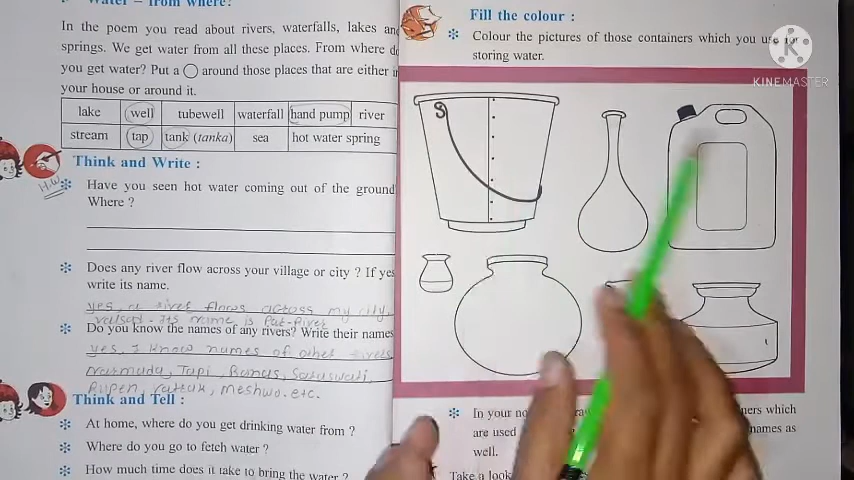 Water – from where?
In the poem you read about rivers, waterfalls, lakes and
springs. We get water from all these places. From where do
you get water? Put a ◯ around those places that are either in
your house or around it.
lake well tubewell waterfall hand pump river
stream tap tank (tanka) sea hot water spring
Think and Write :
H.W
Have you seen hot water coming out of the ground
Where ?
Does any river flow across your village or city ? If yes
write its name.
yes, a river flows across my city,
valsad. Its name is Par-River
Do you know the names of any rivers? Write their names
yes, I know names of other rivers
Narmada, Tapi, Banas, Saraswati,
Rupen, Meshwo. etc.
Think and Tell :
At home, where do you get drinking water from ?
Where do you go to fetch water ?
How much time does it take to bring the water ?
Fill the colour :
Colour the pictures of those containers which you use for
storing water.
KINEMASTER
In your
are used
well.
which
names as
Take a look